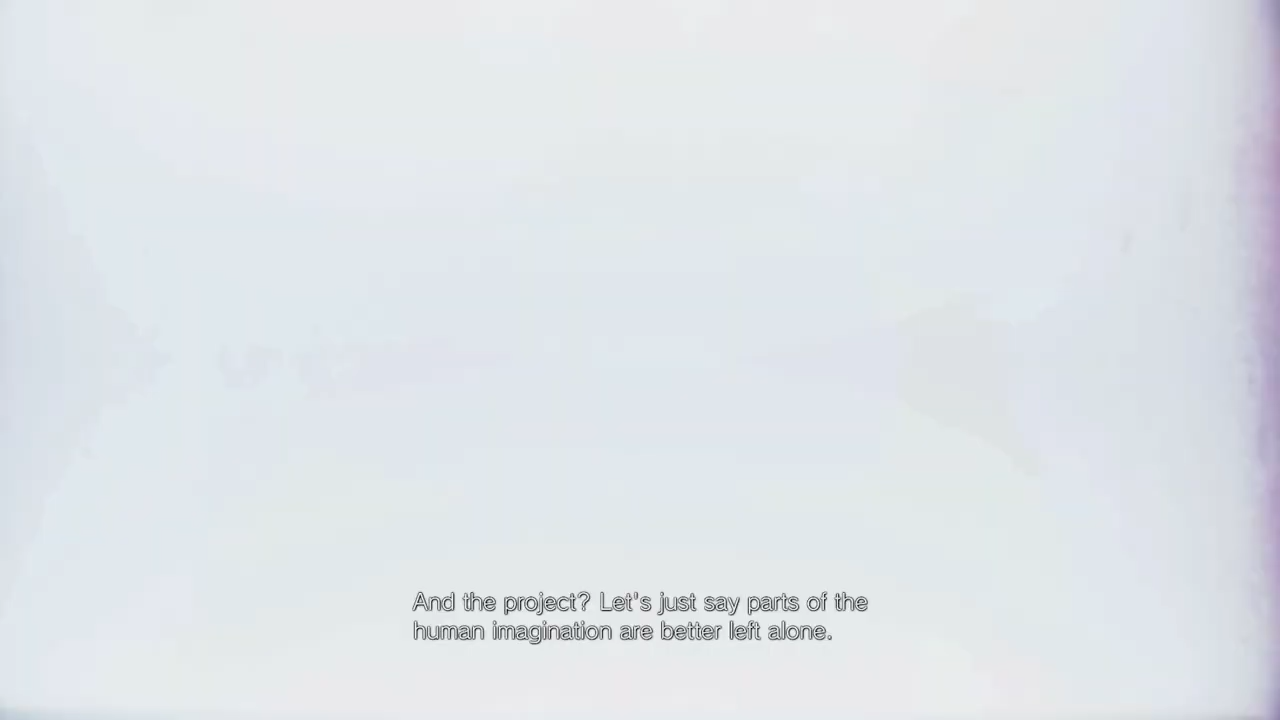 And the project? Let's just say parts of the
human imagination are better left alone.